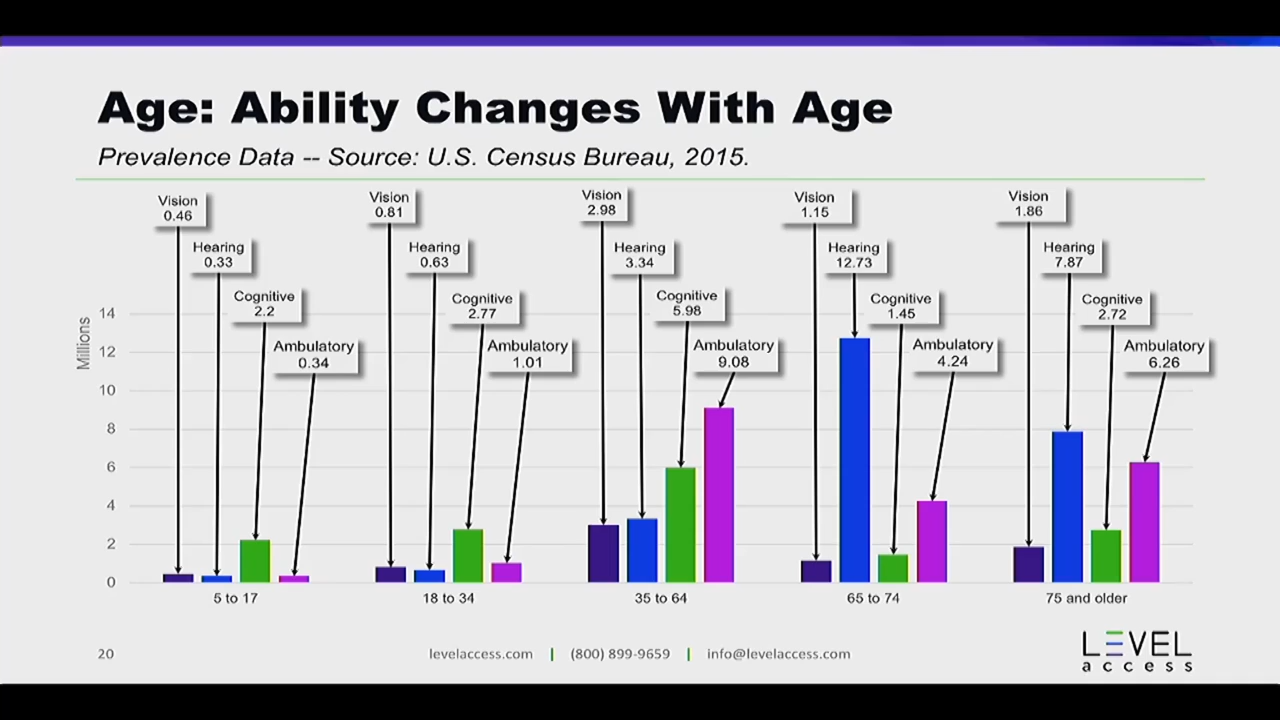 Age: Ability Changes With Age
Prevalence Data -- Source: U.S. Census Bureau, 2015.
Vision
0.46
Hearing
0.33
Cognitive
2.2
Ambulatory
0.34
Vision
0.81
Hearing
0.63
Cognitive
2.77
Ambulatory
1.01
Vision
2.98
Hearing
3.34
Cognitive
5.98
Ambulatory
9.08
Vision
1.15
Hearing
12.73
Cognitive
1.45
Ambulatory
4.24
Vision
1.86
Hearing
7.87
Cognitive
2.72
Ambulatory
6.26
Millions
14
12
10
8
6
4
2
0
5 to 17
18 to 34
35 to 64
65 to 74
75 and older
20
levelaccess.com | (800) 899-9659 | info@levelaccess.com
LEVEL
access